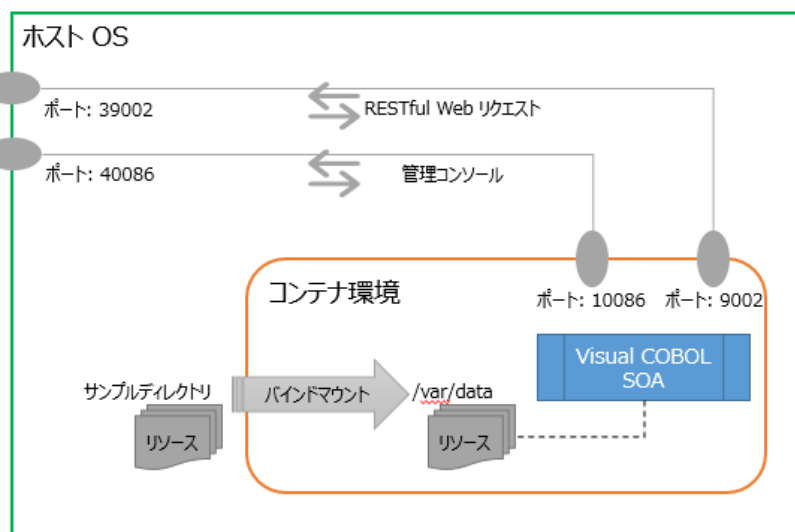 ホスト OS
ポート: 39002
RESTful Web リクエスト
ポート: 40086
管理コンソール
コンテナ環境
ポート: 10086
ポート: 9002
Visual COBOL
SOA
サンプルディレクトリ
バインドマウント
/var/data
リソース
リソース